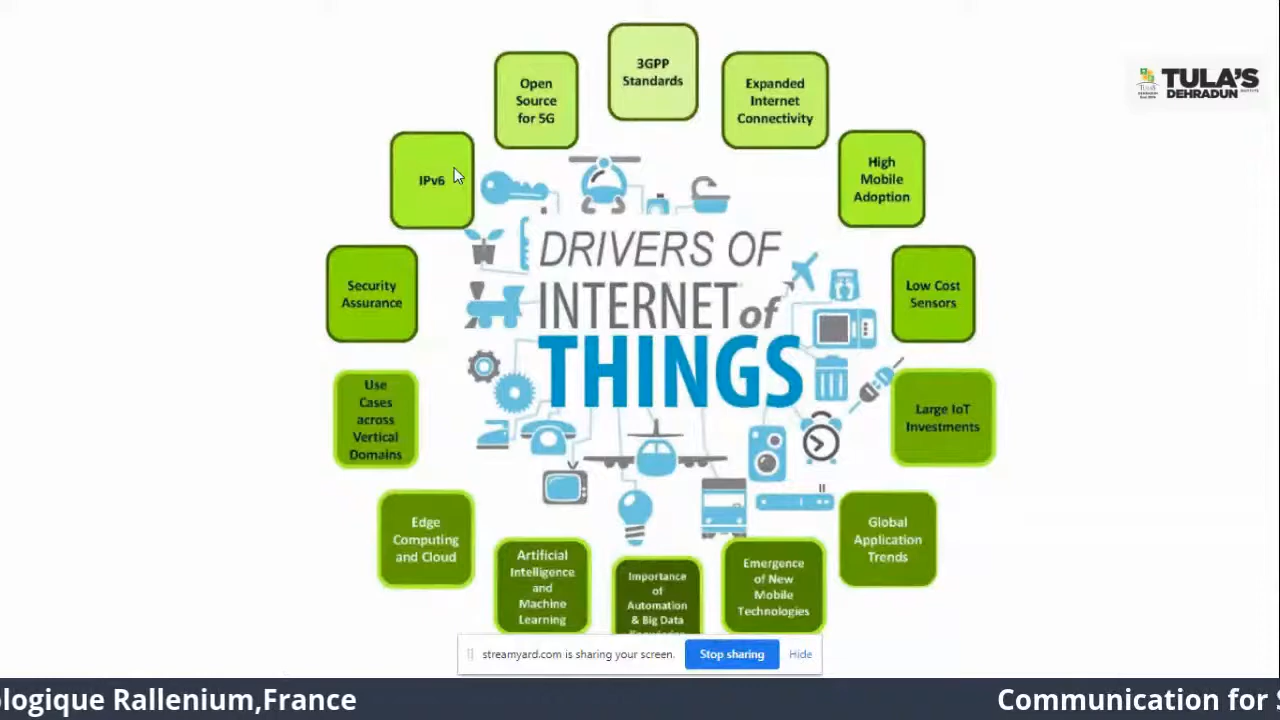 3GPP
Standards
Open
Source
for 5G
Expanded
Internet
Connectivity
TULA'S
DEHRADUN
IPv6
High
Mobile
Adoption
DRIVERS OF
INTERNET of
THINGS
Security
Assurance
Low Cost
Sensors
Use
Cases
across
Vertical
Domains
Large IoT
Investments
Edge
Computing
and Cloud
Global
Application
Trends
Artificial
Intelligence
and
Machine
Learning
Importance
of
Automation
& Big Data
Emergence
of New
Mobile
Technologies
streamyard.com is sharing your screen.
Stop sharing
Hide
ologique Rallenium,France
Communication for S